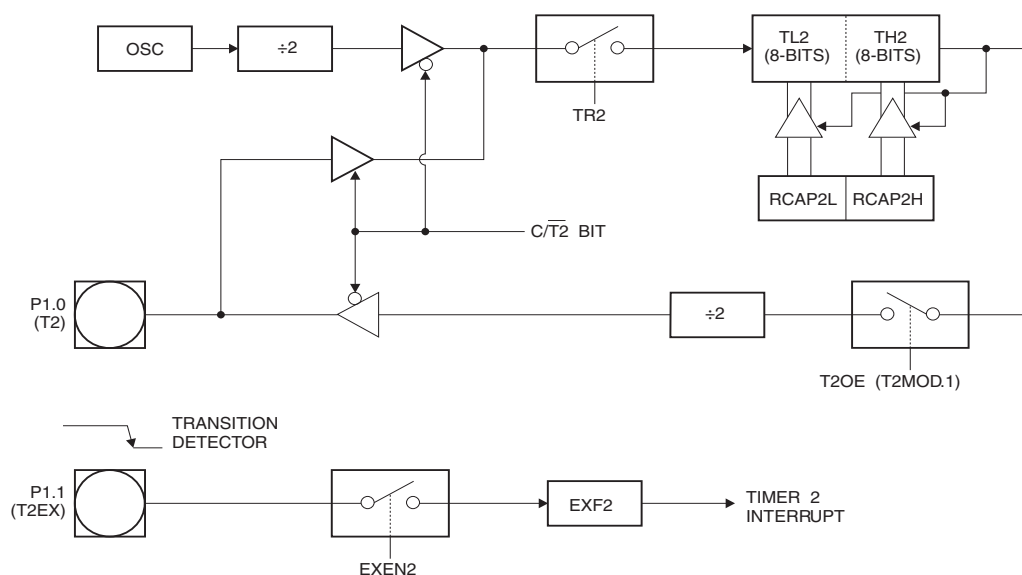 OSC
÷2
TR2
TL2
(8-BITS)
TH2
(8-BITS)
RCAP2L
RCAP2H
C/T2 BIT
P1.0
(T2)
÷2
T2OE (T2MOD.1)
TRANSITION
DETECTOR
P1.1
(T2EX)
EXEN2
EXF2
TIMER 2
INTERRUPT